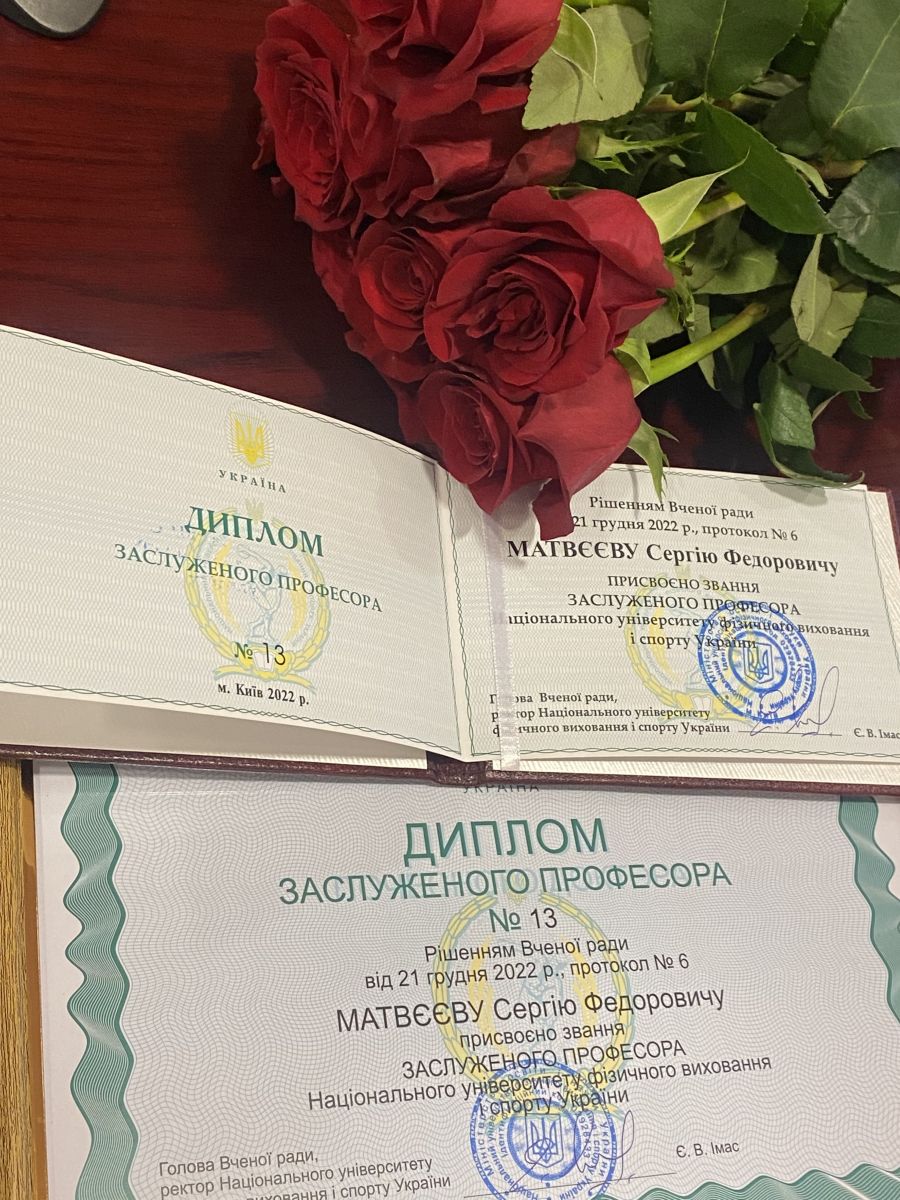 УКРАЇНА
ДИПЛОМ
ЗАСЛУЖЕНОГО ПРОФЕСОРА
№ 13
м. Київ 2022 р.
Рішенням Вченої ради
21 грудня 2022 р., протокол № 6
МАТВЄЄВУ Сергію Федоровичу
ПРИСВОЄНО ЗВАННЯ
ЗАСЛУЖЕНОГО ПРОФЕСОРА
Національного університету фізичного виховання
і спорту України
Голова Вченої ради,
ректор Національного університету
фізичного виховання і спорту України
Є. В. Імас
УКРАЇНА
ДИПЛОМ
ЗАСЛУЖЕНОГО ПРОФЕСОРА
№ 13
Рішенням Вченої ради
від 21 грудня 2022 р., протокол № 6
МАТВЄЄВУ Сергію Федоровичу
присвоєно звання
ЗАСЛУЖЕНОГО ПРОФЕСОРА
Національного університету фізичного виховання
і спорту України
Голова Вченої ради,
ректор Національного університету
виховання і спорту України
Є. В. Імас